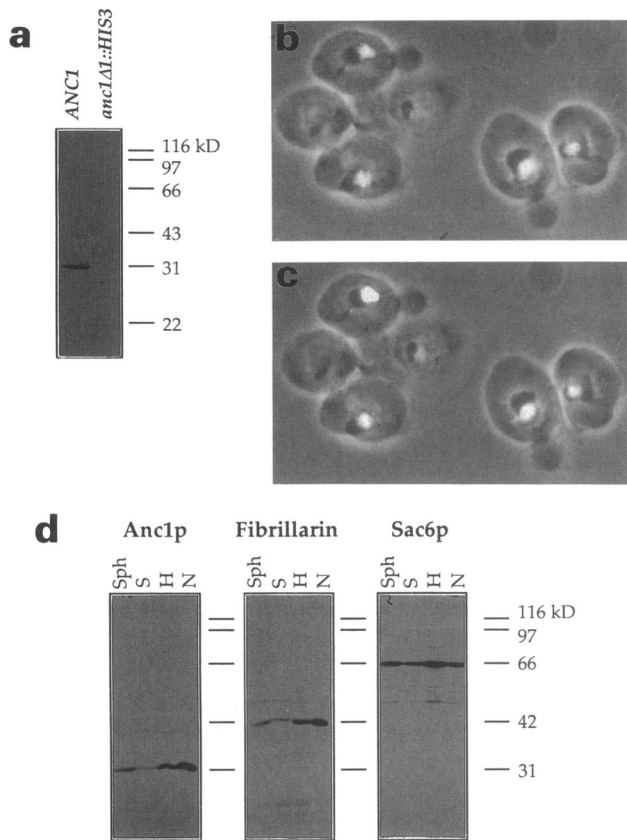 a
ANC1
anc1Δ1::HIS3
116 kD
97
66
43
31
22
b
c
d
Anc1p
Fibrillarin
Sac6p
Sph
S
H
N
Sph
S
H
N
Sph
S
H
N
116 kD
97
66
42
31